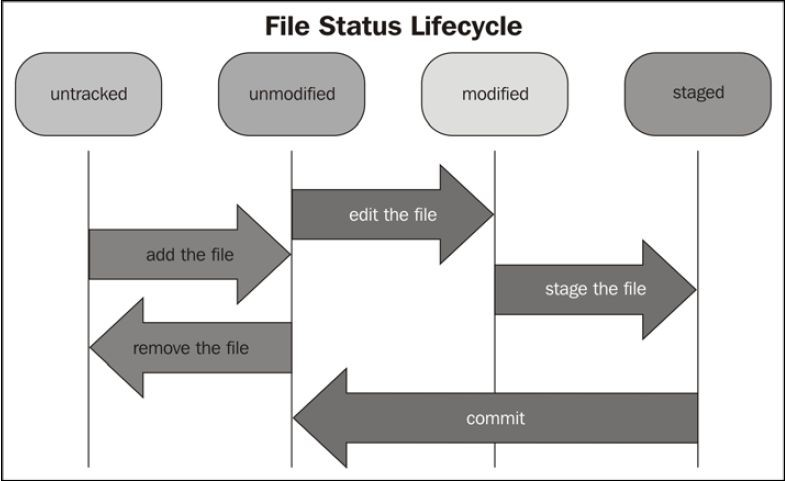 File Status Lifecycle
untracked
unmodified
modified
staged
edit the file
add the file
stage the file
remove the file
commit